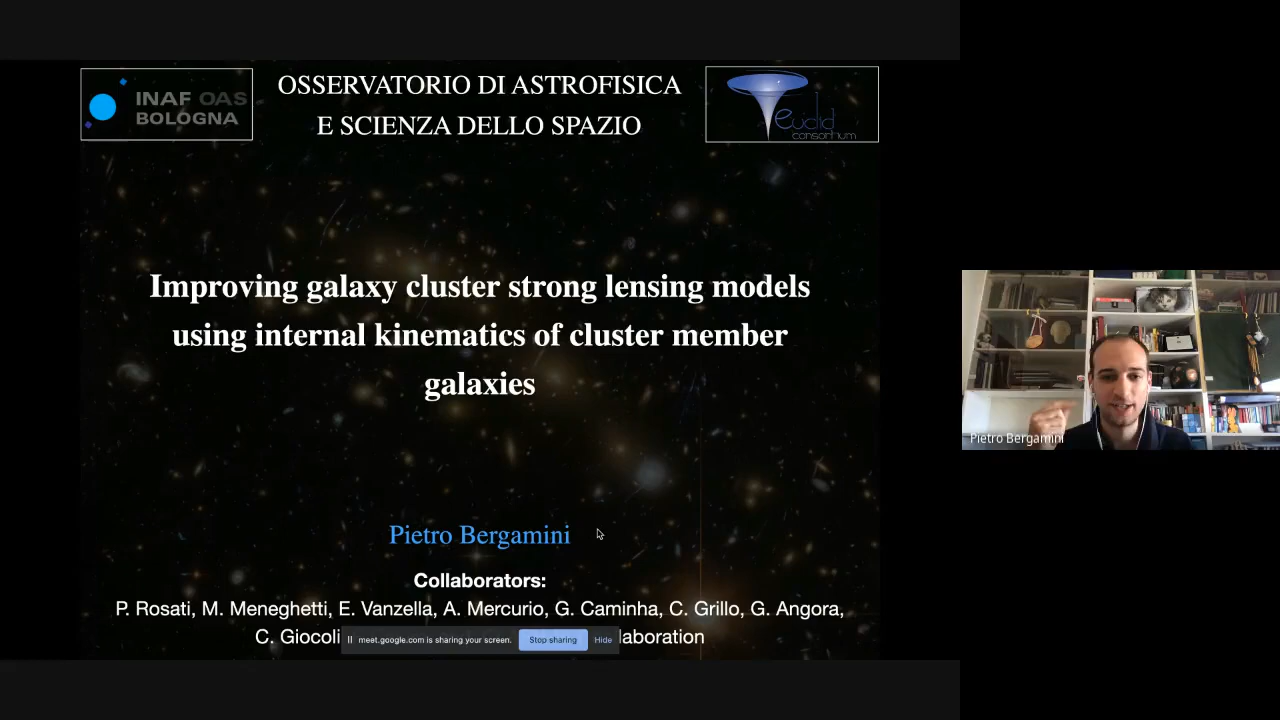 INAF OAS
BOLOGNA
OSSERVATORIO DI ASTROFISICA
E SCIENZA DELLO SPAZIO
euclid
consortium
Improving galaxy cluster strong lensing models
using internal kinematics of cluster member
galaxies
Pietro Bergamini
Collaborators:
P. Rosati, M. Meneghetti, E. Vanzella, A. Mercurio, G. Caminha, C. Grillo, G. Angora,
C. Giocoli laboration
meet.google.com is sharing your screen. Stop sharing Hide
Pietro Bergamini